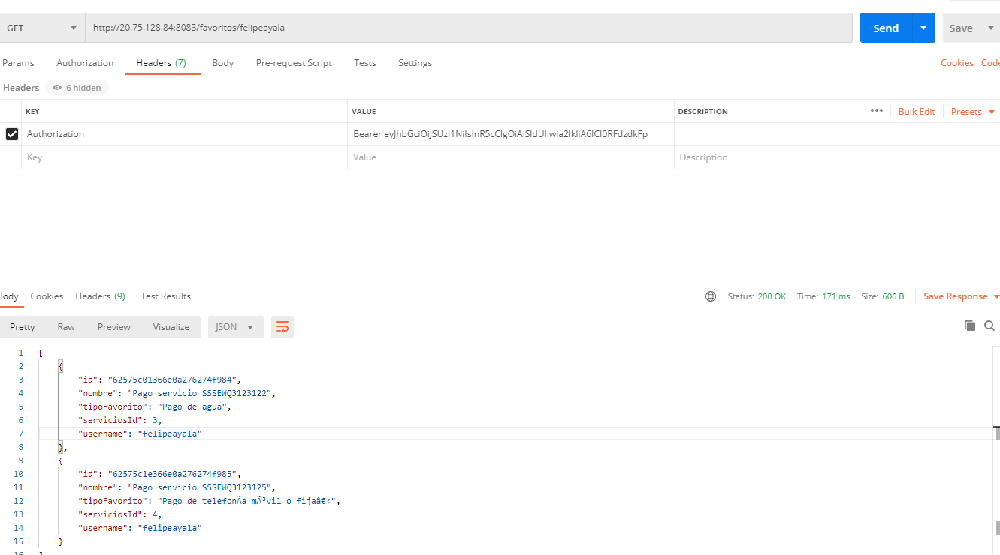 GET http://20.75.128.84:8083/favoritos/felipeayala Send Save
Params Authorization Headers (7) Body Pre-request Script Tests Settings Cookies Code
Headers 6 hidden
KEY VALUE DESCRIPTION ••• Bulk Edit Presets
Authorization Bearer eyJhbGciOiJSUzI1NiIsInR5cCIgOiAiSldUIiwia2lkIiA6ICI0RFdzdkFp
Key Value Description
Body Cookies Headers (9) Test Results Status: 200 OK Time: 171 ms Size: 606 B Save Response
Pretty Raw Preview Visualize JSON
1 [
2 {
3 "id": "62575c01366e0a276274f984",
4 "nombre": "Pago servicio SSSEWQ3123122",
5 "tipoFavorito": "Pago de agua",
6 "serviciosId": 3,
7 "username": "felipeayala"
8 },
9 {
10 "id": "62575c1e366e0a276274f985",
11 "nombre": "Pago servicio SSSEWQ3123125",
12 "tipoFavorito": "Pago de telefonÃa mÃ³vil o fijaâ€‹",
13 "serviciosId": 4,
14 "username": "felipeayala"
15 }
16 ]